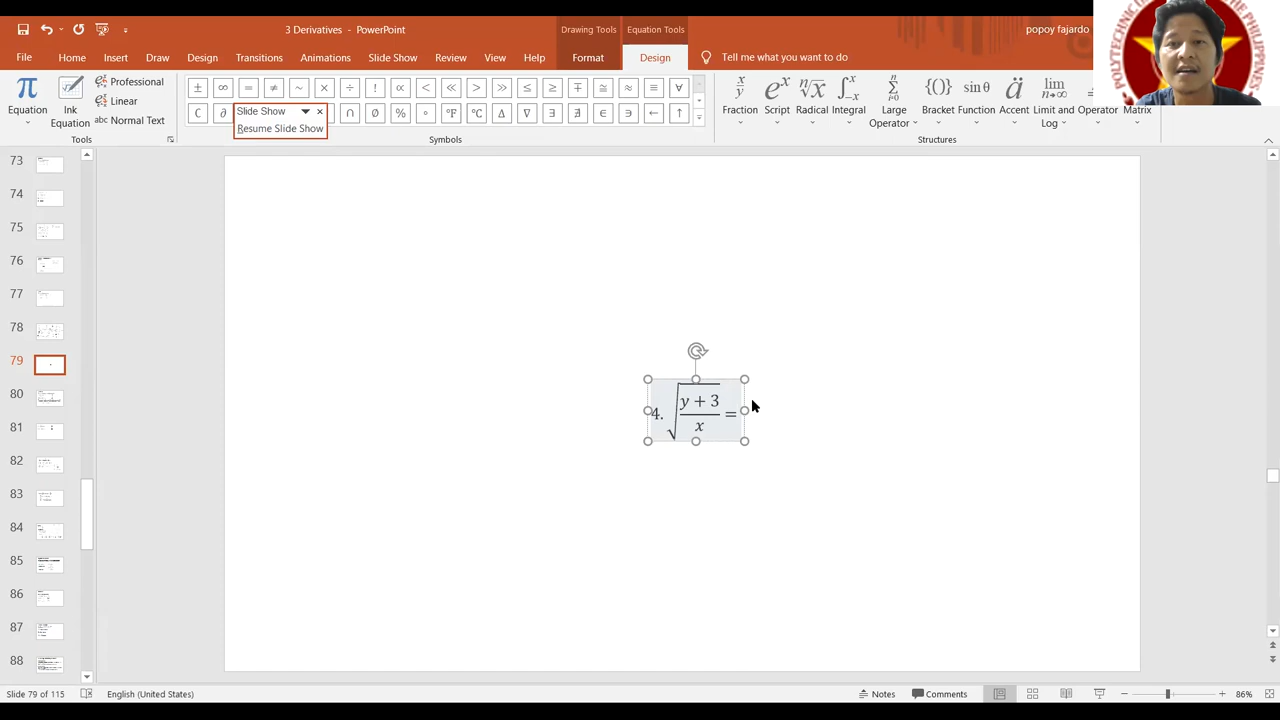 3 Derivatives - PowerPoint
Drawing Tools
Equation Tools
popoy fajardo
File Home Insert Draw Design Transitions Animations Slide Show Review View Help Format Design Tell me what you want to do
π Equation
Ink Equation
Professional
Linear
abc Normal Text
Tools
± ∞ = ≠ ~ × ÷ ! ∝ < ≪ > ≫ ≤ ≥ ∓ ≅ ≈ ≡ ∀
∁ ∂ ∩ ∅ % ° °F °C ∆ ∇ ∃ ∄ ∈ ∋ ← ↑
Slide Show
Resume Slide Show
Symbols
Fraction
Script
Radical
Integral
Large Operator
Bracket
sin θ
Function
ä
Accent
lim
n→∞
Limit and Log
Operator
Matrix
Structures
73
74
75
76
77
78
79
80
81
82
83
84
85
86
87
88
4. √((y + 3)/x) =
POLYTECHNIC
Slide 79 of 115
English (United States)
Notes
Comments
86%